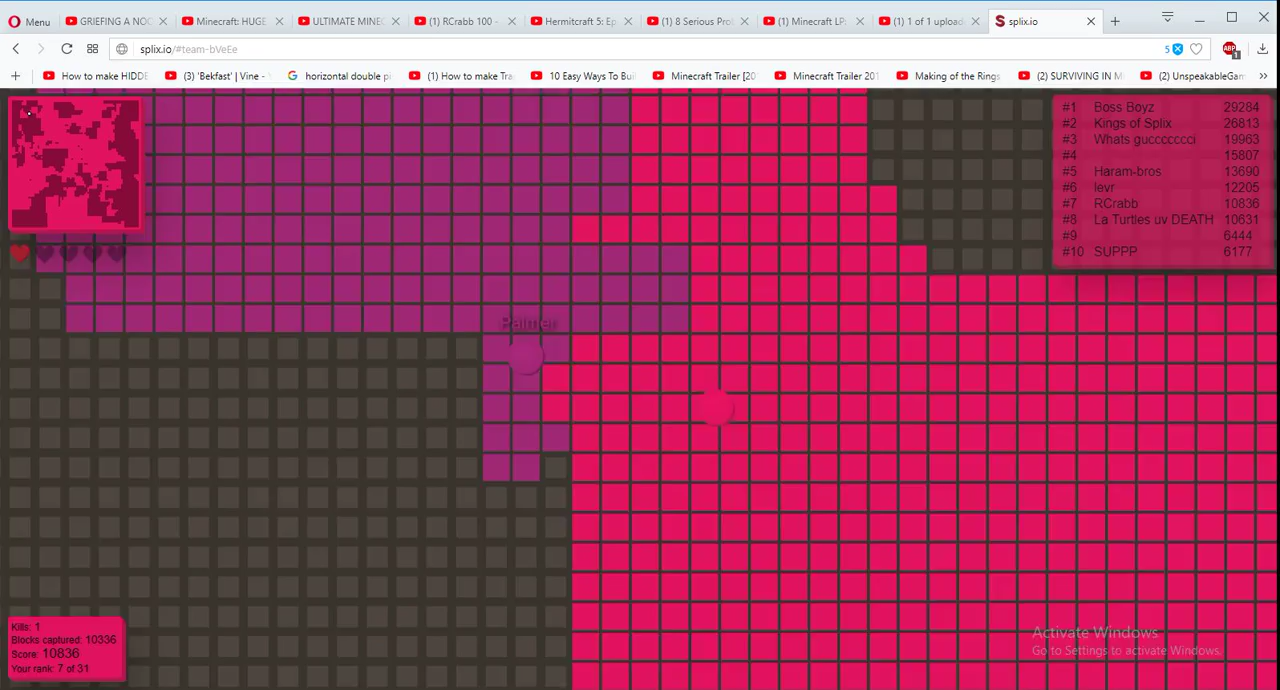 Menu
GRIEFING A NOO
Minecraft: HUGE
ULTIMATE MINEC
(1) RCrabb 100 -
Hermitcraft 5: Ep
(1) 8 Serious Pro
(1) Minecraft LP:
(1) 1 of 1 upload
S splix.io
splix.io/#team-bVeEe
5
ABP
1
How to make HIDD
(3) 'Bekfast' | Vine -
G horizontal double p
(1) How to make Tra
10 Easy Ways To Bui
Minecraft Trailer [20
Minecraft Trailer 201
Making of the Rings
(2) SURVIVING IN M
(2) UnspeakableGam
#1 Boss Boyz 29284
#2 Kings of Splix 26813
#3 Whats guccccccci 19963
#4 15807
#5 Haram-bros 13690
#6 levr 12205
#7 RCrabb 10836
#8 La Turtles uv DEATH 10631
#9 6444
#10 SUPPP 6177
Palmer
Kills: 1
Blocks captured: 10336
Score: 10836
Your rank: 7 of 31
Activate Windows
Go to Settings to activate Windows.